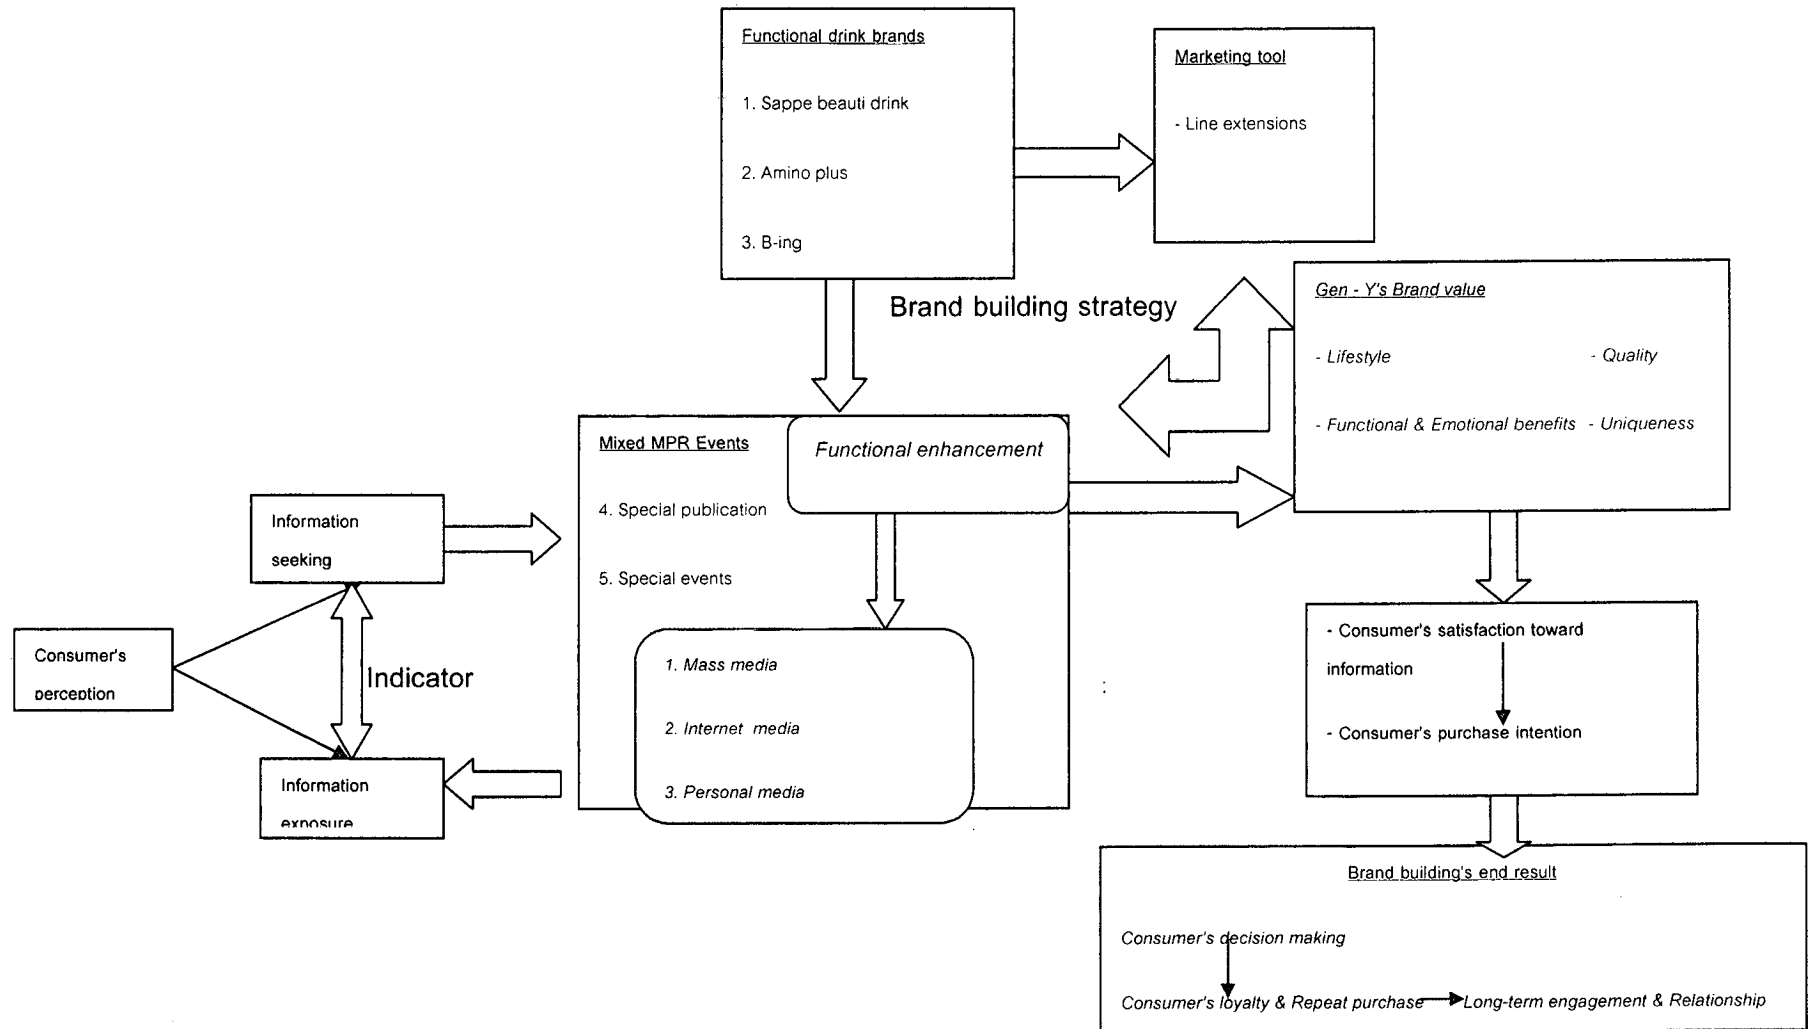 Functional drink brands
1. Sappe beauti drink
2. Amino plus
3. B-ing
Marketing tool
- Line extensions
Brand building strategy
Gen - Y's Brand value
- Lifestyle - Quality
- Functional & Emotional benefits - Uniqueness
Mixed MPR Events
Functional enhancement
4. Special publication
5. Special events
1. Mass media
2. Internet media
3. Personal media
Information
seeking
Consumer's
perception
Indicator
Information
exposure
- Consumer's satisfaction toward
information
- Consumer's purchase intention
Brand building's end result
Consumer's decision making
Consumer's loyalty & Repeat purchase Long-term engagement & Relationship